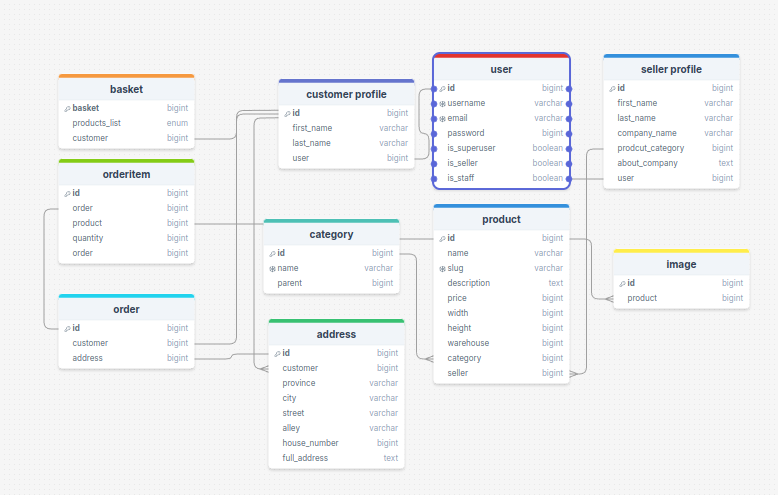 basket
basket bigint
products_list enum
customer bigint
orderitem
id bigint
order bigint
product bigint
quantity bigint
order bigint
order
id bigint
customer bigint
address bigint
customer profile
id bigint
first_name varchar
last_name varchar
user bigint
category
id bigint
name varchar
parent bigint
address
id bigint
customer bigint
province varchar
city varchar
street varchar
alley varchar
house_number bigint
full_address text
user
id bigint
username varchar
email varchar
password bigint
is_superuser boolean
is_seller boolean
is_staff boolean
product
id bigint
name varchar
slug varchar
description text
price bigint
width bigint
height bigint
warehouse bigint
category bigint
seller bigint
seller profile
id bigint
first_name varchar
last_name varchar
company_name varchar
prodcut_category bigint
about_company text
user bigint
image
id bigint
product bigint